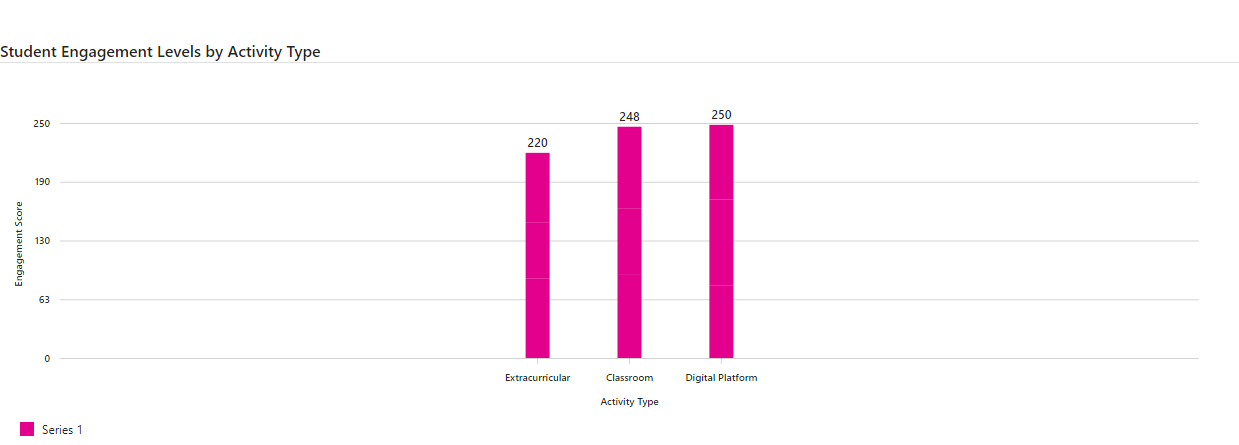 Student Engagement Levels by Activity Type
250
190
130
63
0
Engagement Score
220
248
250
Extracurricular
Classroom
Digital Platform
Activity Type
Series 1